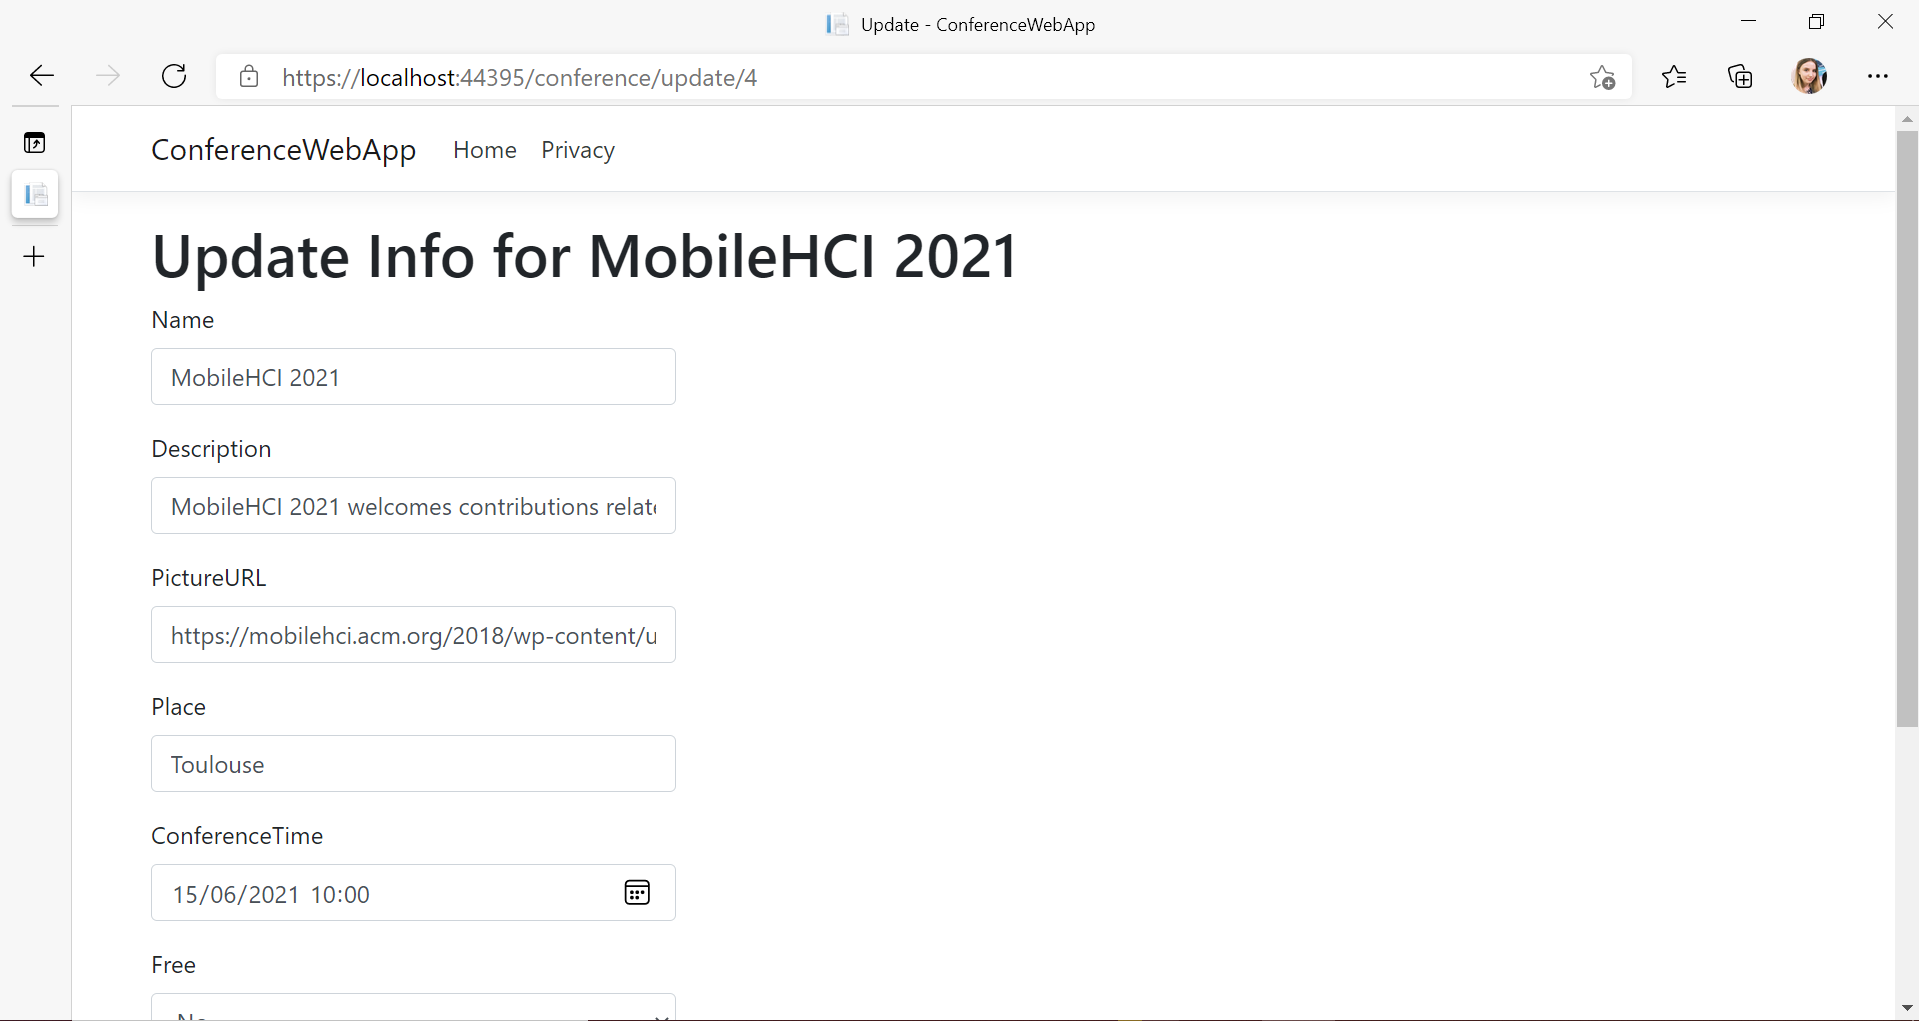 Update - ConferenceWebApp
https://localhost:44395/conference/update/4
ConferenceWebApp Home Privacy
Update Info for MobileHCI 2021
Name
MobileHCI 2021
Description
MobileHCI 2021 welcomes contributions relate
PictureURL
https://mobilehci.acm.org/2018/wp-content/u
Place
Toulouse
ConferenceTime
15/06/2021 10:00
Free
No